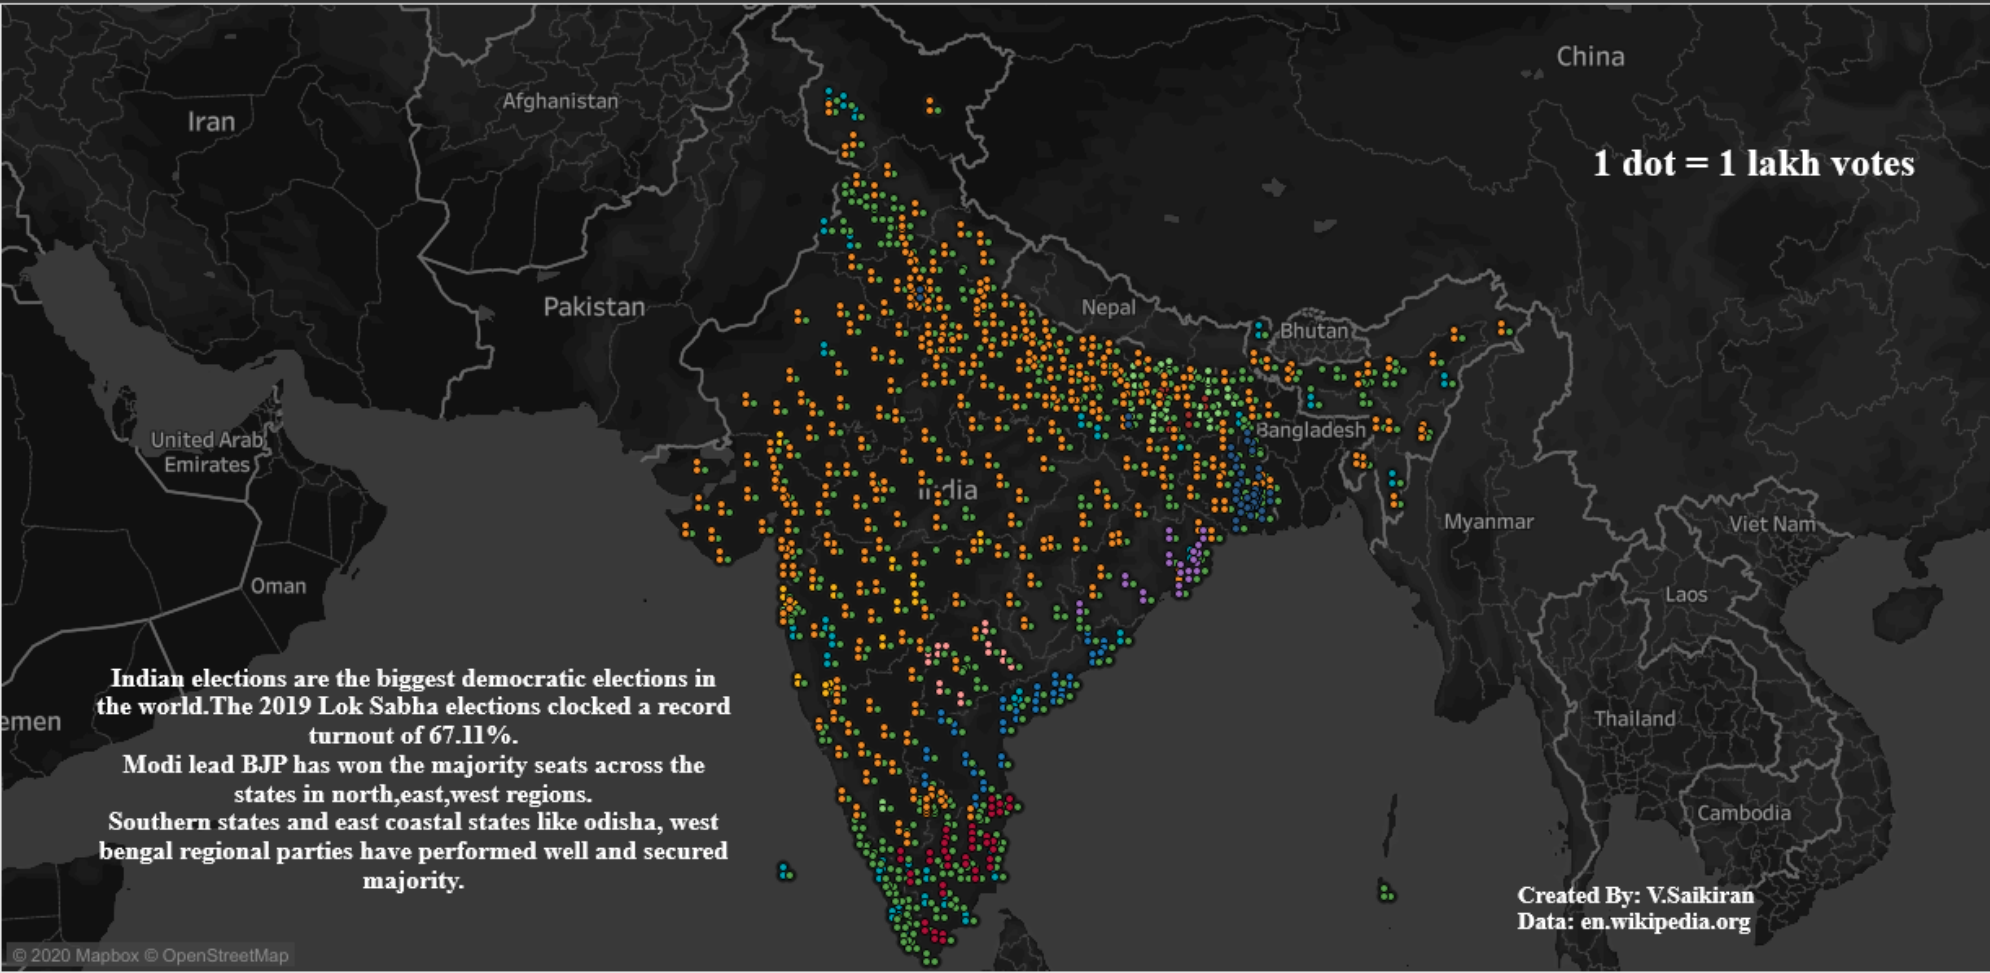 China
Afghanistan
Iran
1 dot = 1 lakh votes
Pakistan
Nepal
Bhutan
Bangladesh
United Arab
Emirates
India
Myanmar
Viet Nam
Oman
Laos
Indian elections are the biggest democratic elections in
the world.The 2019 Lok Sabha elections clocked a record
turnout of 67.11%.
Modi lead BJP has won the majority seats across the
states in north,east,west regions.
Southern states and east coastal states like odisha, west
bengal regional parties have performed well and secured
majority.
emen
Thailand
Cambodia
Created By: V.Saikiran
Data: en.wikipedia.org
© 2020 Mapbox © OpenStreetMap